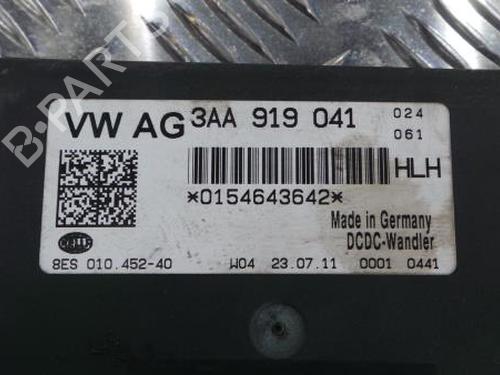 VW AG 3AA 919 041 024
061
HLH
*0154643642*
Made in Germany
DCDC-Wandler
HELLA
8ES 010.452-40 W04 23.07.11 0001 0441